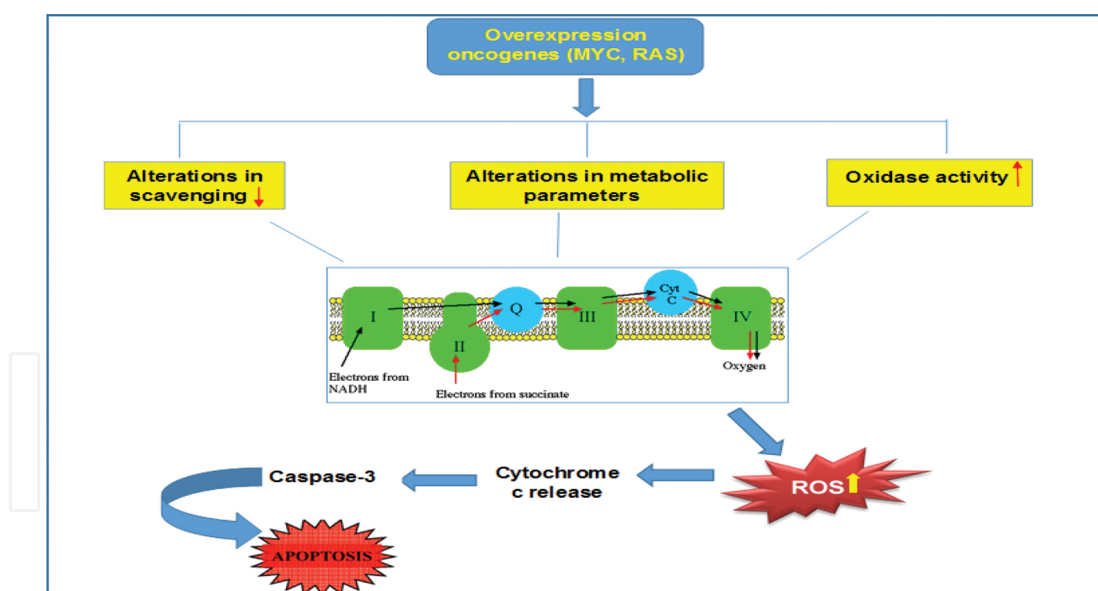 Overexpression
oncogenes (MYC, RAS)
Alterations in
scavenging
Alterations in metabolic
parameters
Oxidase activity
I
II
Q
III
Cyt
C
IV
Oxygen
Electrons from
NADH
Electrons from succinate
Caspase-3
Cytochrome
c release
ROS
APOPTOSIS